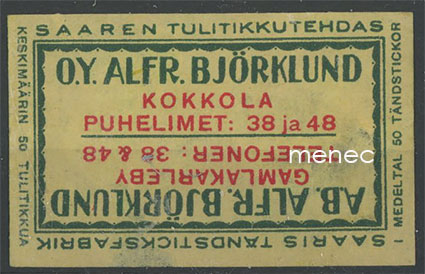 SAAREN TULITIKKUTEHDAS
O.Y. ALFR. BJÖRKLUND
KOKKOLA
PUHELIMET: 38 ja 48
TELEFONER: 38 & 48
GAMLAKARLEBY
AB. ALFR. BJÖRKLUND
SAARIS TÄNDSTICKSFABRIK
KESKIMÄÄRIN 50 TULITIKKUA
I MEDELTAL 50 TÄNDSTICKOR
menec